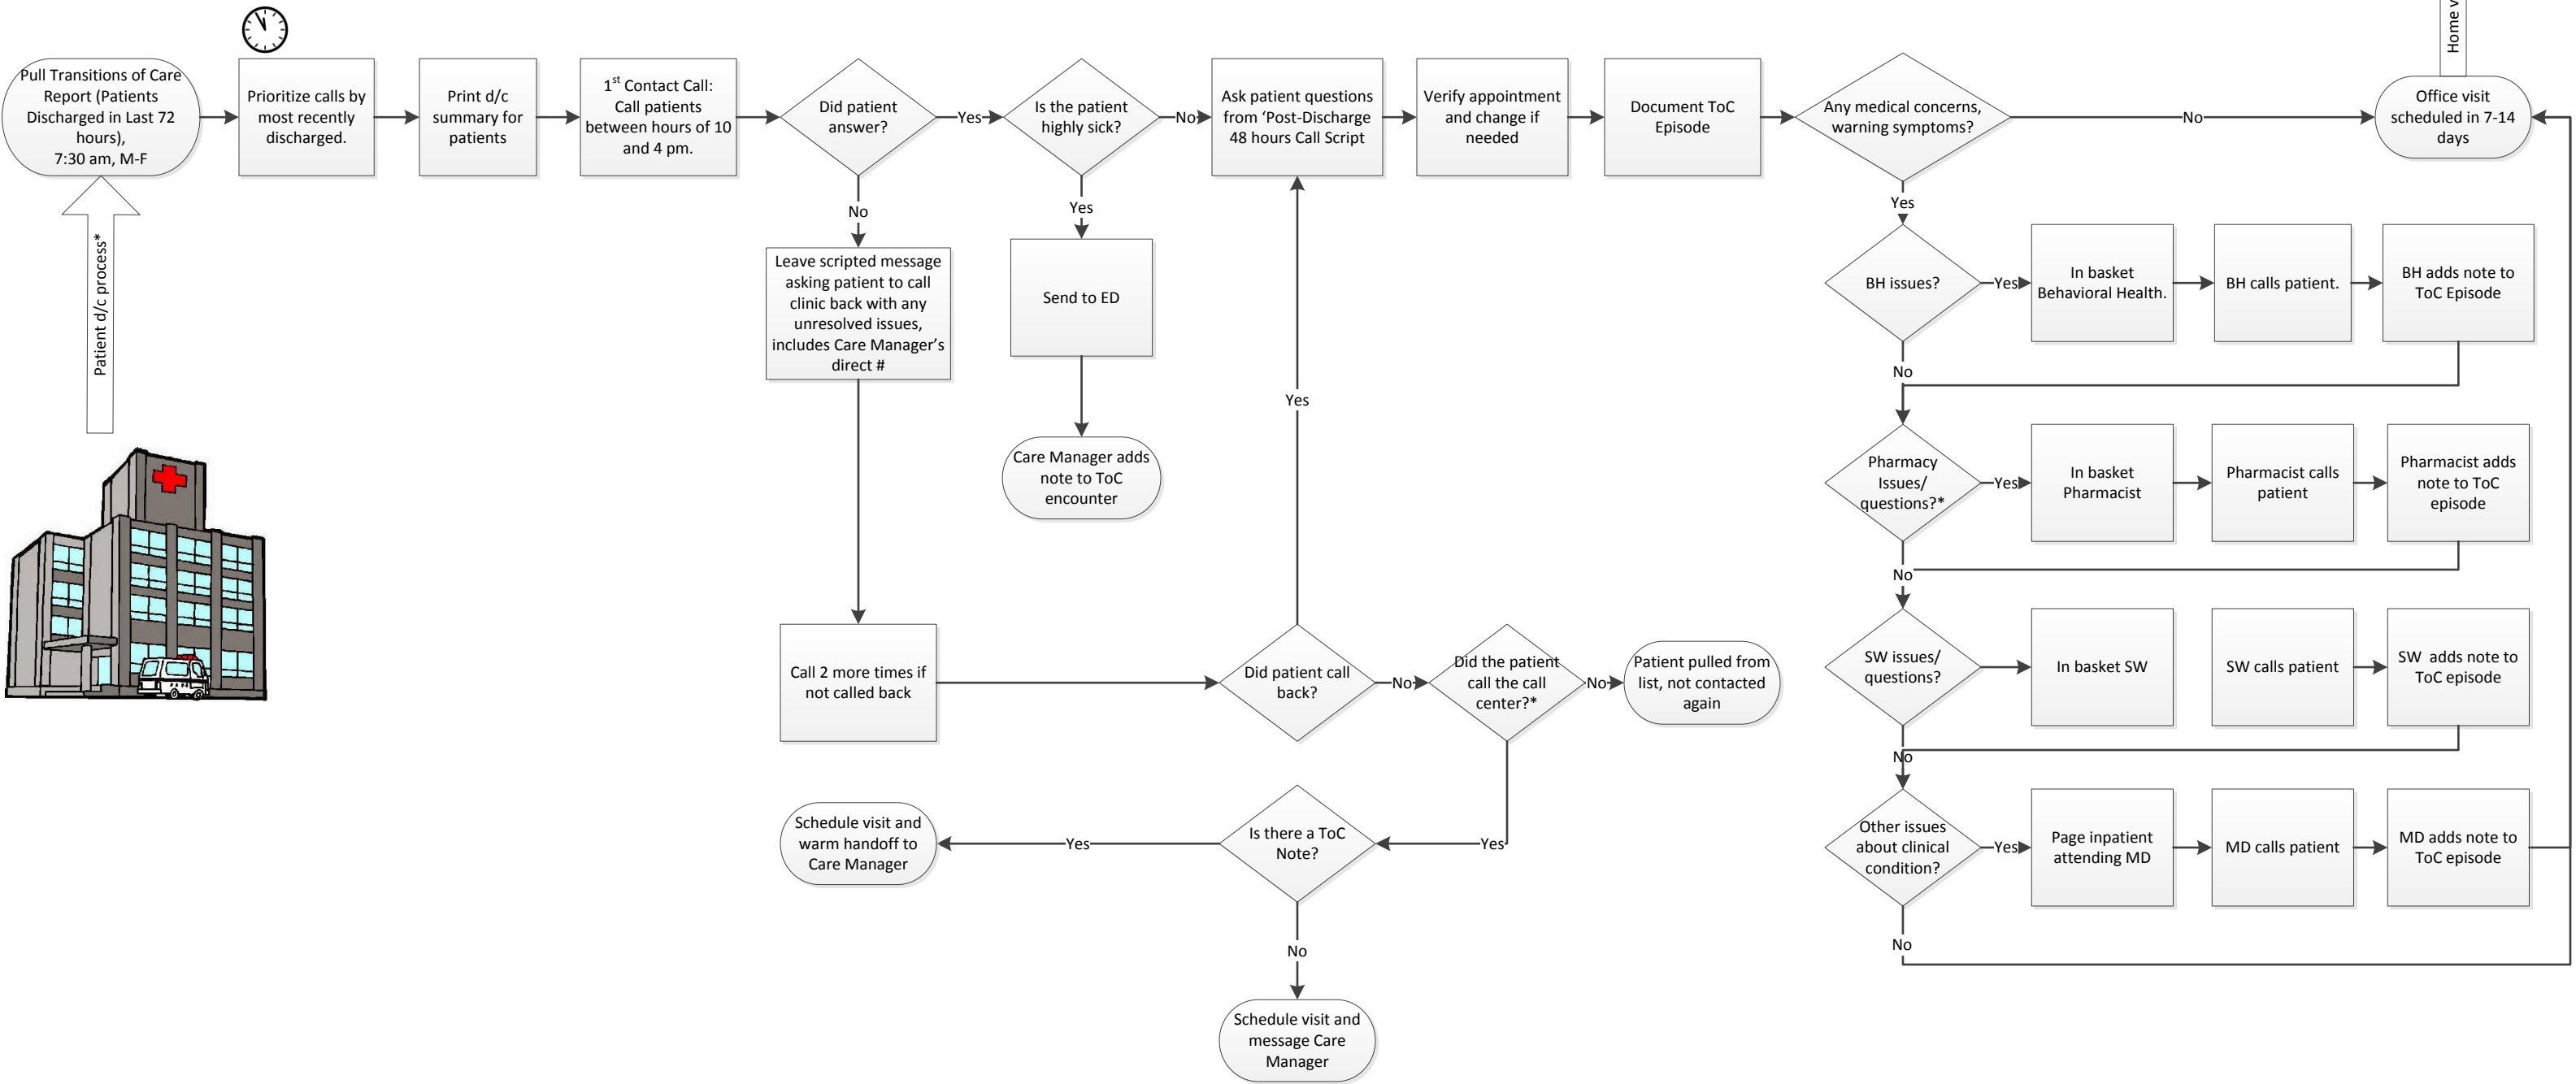 Home v
Pull Transitions of Care
Report (Patients
Discharged in Last 72
hours),
7:30 am, M-F
Prioritize calls by
most recently
discharged.
Print d/c
summary for
patients
1st Contact Call:
Call patients
between hours of 10
and 4 pm.
Did patient
answer?
Yes
Is the patient
highly sick?
No
Ask patient questions
from ‘Post-Discharge
48 hours Call Script
Verify appointment
and change if
needed
Document ToC
Episode
Any medical concerns,
warning symptoms?
No
Office visit
scheduled in 7-14
days
Patient d/c process*
No
Leave scripted message
asking patient to call
clinic back with any
unresolved issues,
includes Care Manager’s
direct #
Yes
Send to ED
Care Manager adds
note to ToC
encounter
Yes
Yes
BH issues?
Yes
In basket
Behavioral Health.
BH calls patient.
BH adds note to
ToC Episode
No
Pharmacy
Issues/
questions?*
Yes
In basket
Pharmacist
Pharmacist calls
patient
Pharmacist adds
note to ToC
episode
No
Call 2 more times if
not called back
Did patient call
back?
No
Did the patient
call the call
center?*
No
Patient pulled from
list, not contacted
again
SW issues/
questions?
In basket SW
SW calls patient
SW adds note to
ToC episode
No
Schedule visit and
warm handoff to
Care Manager
Yes
Is there a ToC
Note?
Yes
Other issues
about clinical
condition?
Yes
Page inpatient
attending MD
MD calls patient
MD adds note to
ToC episode
No
No
Schedule visit and
message Care
Manager